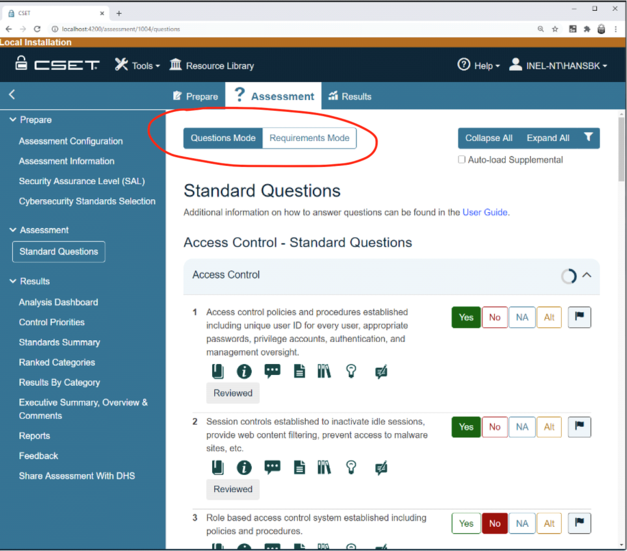 CSET
localhost:4200/assessment/1004/questions
Local Installation
CSET
Tools
Resource Library
Help
INEL-NT\HANSBK
Prepare
? Assessment
Results
Prepare
Assessment Configuration
Assessment Information
Security Assurance Level (SAL)
Cybersecurity Standards Selection
Assessment
Standard Questions
Results
Analysis Dashboard
Control Priorities
Standards Summary
Ranked Categories
Results By Category
Executive Summary, Overview &
Comments
Reports
Feedback
Share Assessment With DHS
Questions Mode
Requirements Mode
Collapse All
Expand All
Auto-load Supplemental
Standard Questions
Additional information on how to answer questions can be found in the User Guide.
Access Control - Standard Questions
Access Control
1 Access control policies and procedures established
including unique user ID for every user, appropriate
passwords, privilege accounts, authentication, and
management oversight.
Yes No NA Alt
Reviewed
2 Session controls established to inactivate idle sessions,
provide web content filtering, prevent access to malware
sites, etc.
Yes No NA Alt
Reviewed
3 Role based access control system established including
policies and procedures.
Yes No NA Alt